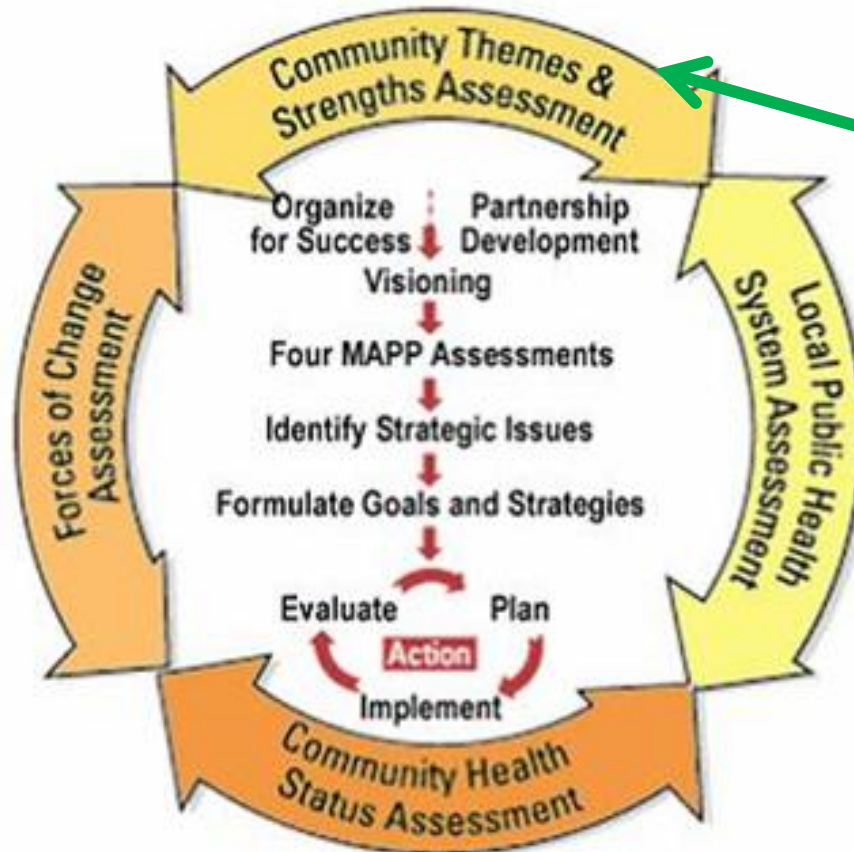 Community Themes &
Strengths Assessment
Organize
for Success
Partnership
Development
Visioning
Four MAPP Assessments
Identify Strategic Issues
Formulate Goals and Strategies
Evaluate
Plan
Action
Implement
Forces of Change
Assessment
Local Public Health
System Assessment
Community Health
Status Assessment